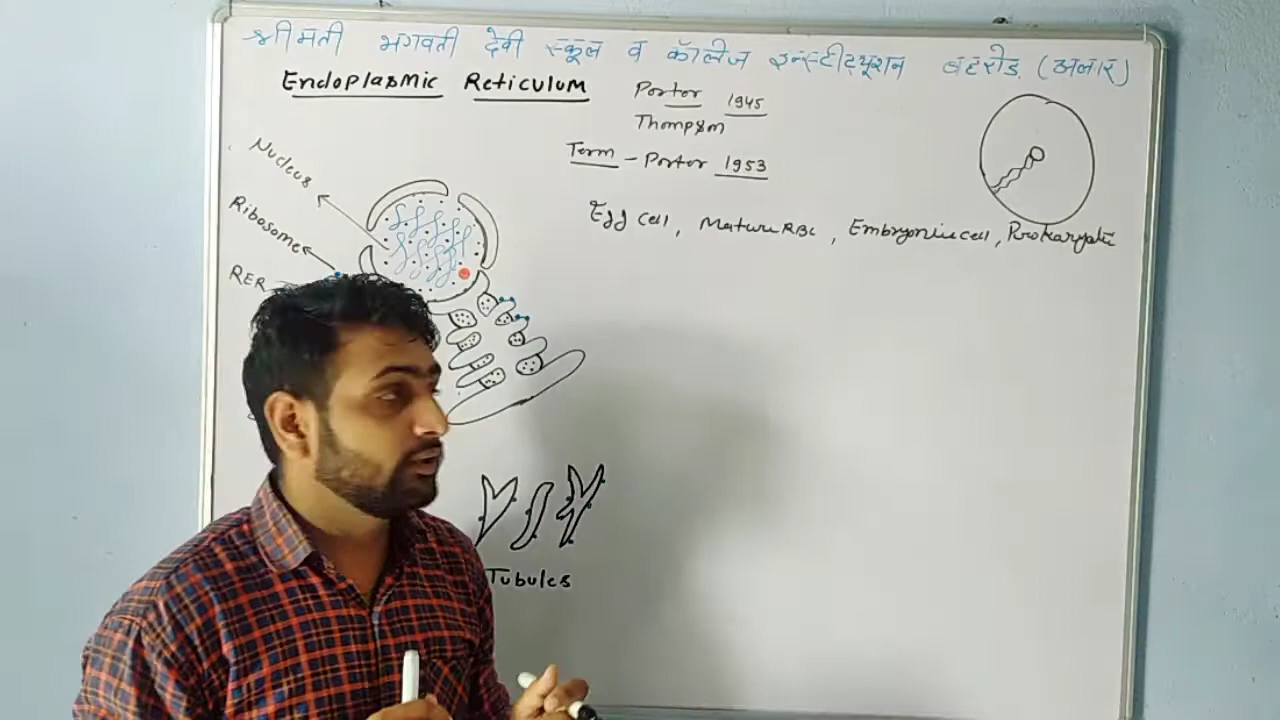 श्रीमती भगवती देवी स्कूल व कॉलेज इन्स्टीट्यूशन बहरोड़ (अलवर)
Endoplasmic Reticulum
Porter 1945
Thompson
Term - Porter 1953
Egg cell, Mature RBC, Embryonic cell, Prokaryotic
Nucleus
Ribosome
RER
Tubules